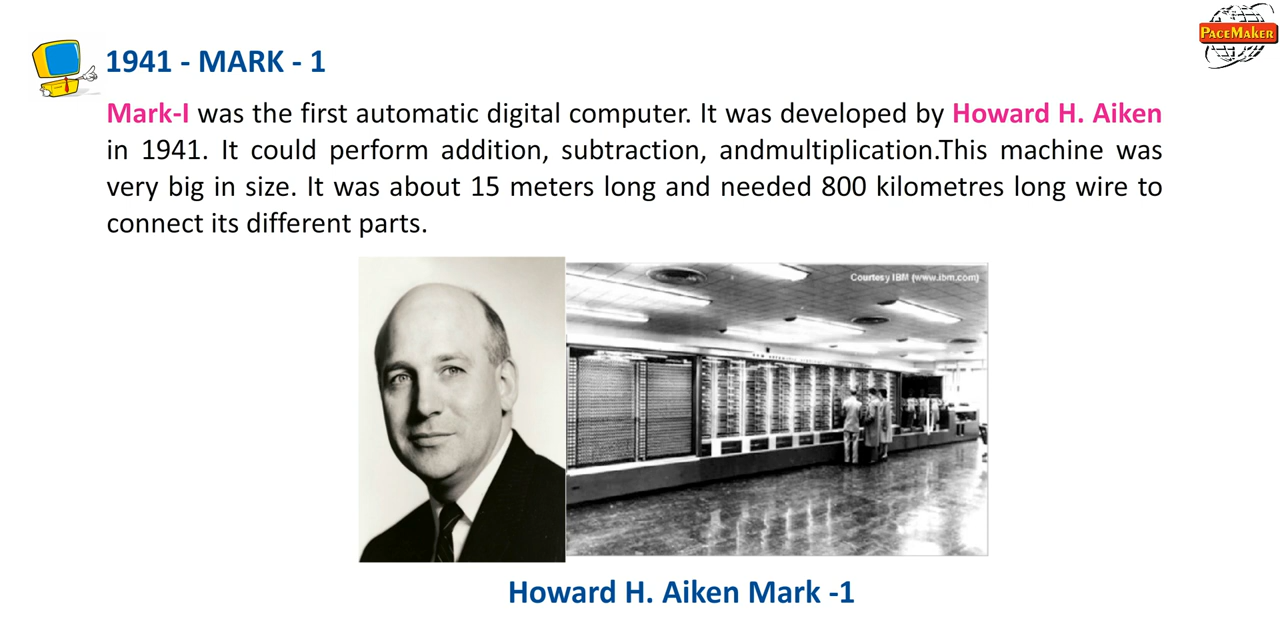 PaceMaker
1941 - MARK - 1
Mark-I was the first automatic digital computer. It was developed by Howard H. Aiken
in 1941. It could perform addition, subtraction, andmultiplication.This machine was
very big in size. It was about 15 meters long and needed 800 kilometres long wire to
connect its different parts.
Courtesy IBM (www.ibm.com)
Howard H. Aiken Mark -1